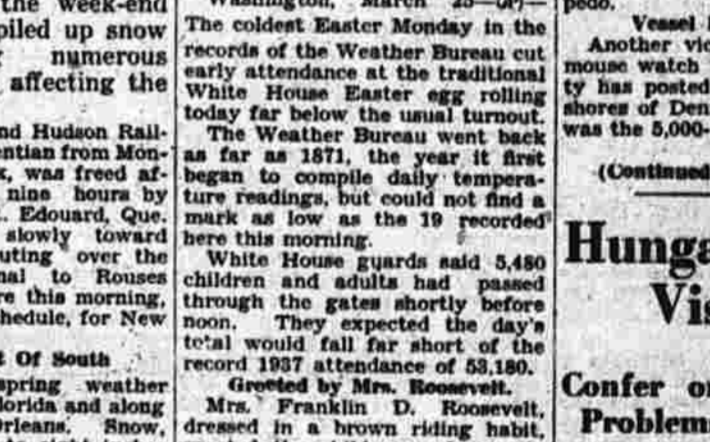 the week-end
piled up snow
numerous
affecting the
nd Hudson Rail-
entian from Mon-
k, was freed af-
nine hours by
. Edouard, Que.
slowly toward
uting over the
nal to Rouses
re this morning,
hedule, for New
t Of South
spring weather
lorida and along
Orleans. Snow,
Washington, March 25—(AP)—
The coldest Easter Monday in the
records of the Weather Bureau cut
early attendance at the traditional
White House Easter egg rolling
today far below the usual turnout.
The Weather Bureau went back
as far as 1871, the year it first
began to compile daily tempera-
ture readings, but could not find a
mark as low as the 19 recorded
here this morning.
White House guards said 5,480
children and adults had passed
through the gates shortly before
noon. They expected the day's
total would fall far short of the
record 1937 attendance of 53,180.
Greeted by Mrs. Roosevelt.
Mrs. Franklin D. Roosevelt,
dressed in a brown riding habit,
pedo.
Vessel
Another vic
mouse watch
ty has posted
shores of Den
was the 5,000-
(Continued
Hunga
Vis
Confer o
Problem